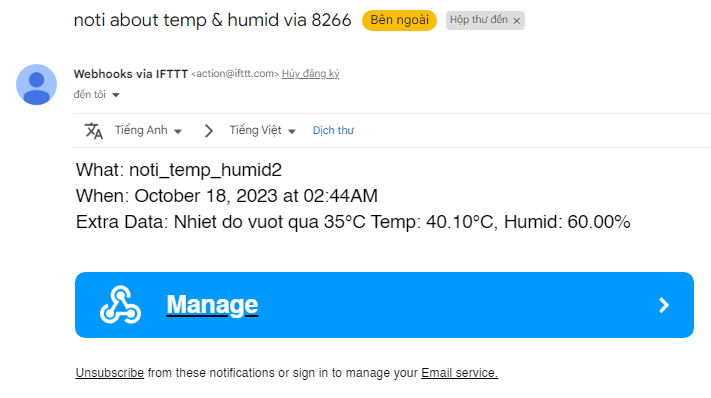 noti about temp & humid via 8266 Bên ngoài Hộp thư đến ×
Webhooks via IFTTT <action@ifttt.com> Hủy đăng ký
đến tôi
Tiếng Anh Tiếng Việt Dịch thư
What: noti_temp_humid2
When: October 18, 2023 at 02:44AM
Extra Data: Nhiet do vuot qua 35°C Temp: 40.10°C, Humid: 60.00%
Manage
Unsubscribe from these notifications or sign in to manage your Email service.